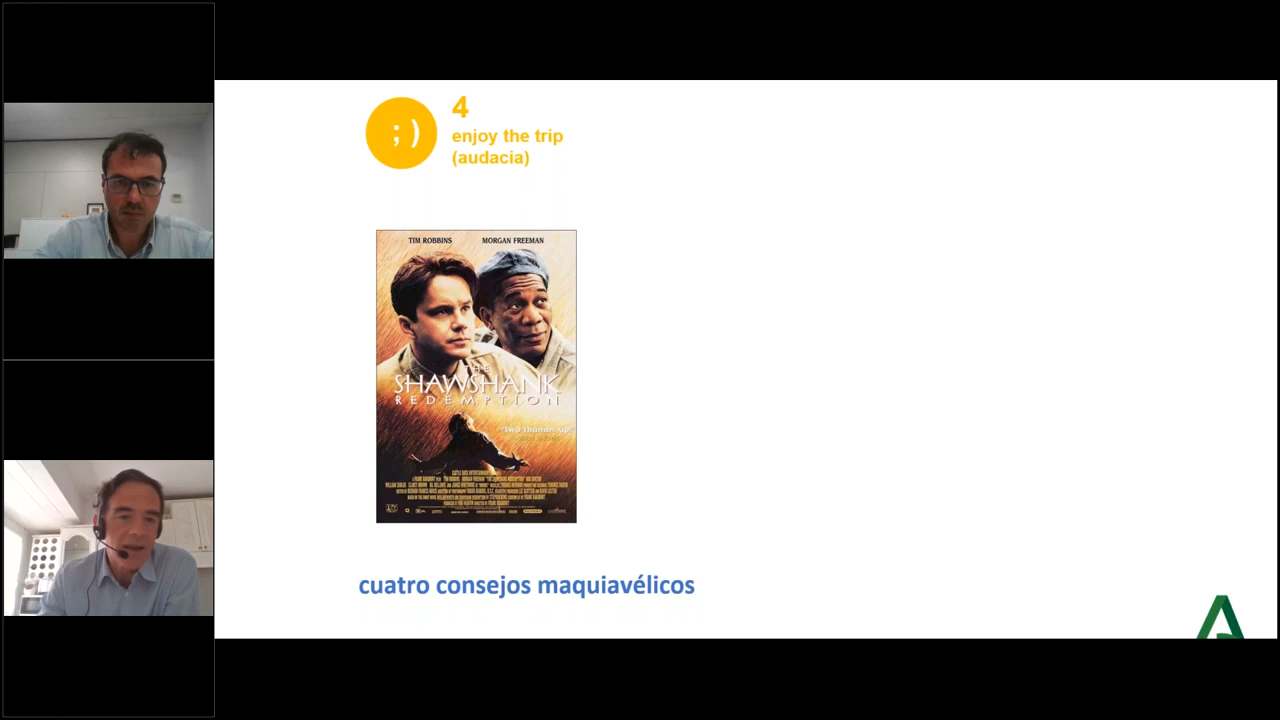 ; )
4
enjoy the trip
(audacia)
TIM ROBBINS MORGAN FREEMAN
THE
SHAWSHANK
REDEMPTION
"two thumbs up!"
cuatro consejos maquiavélicos